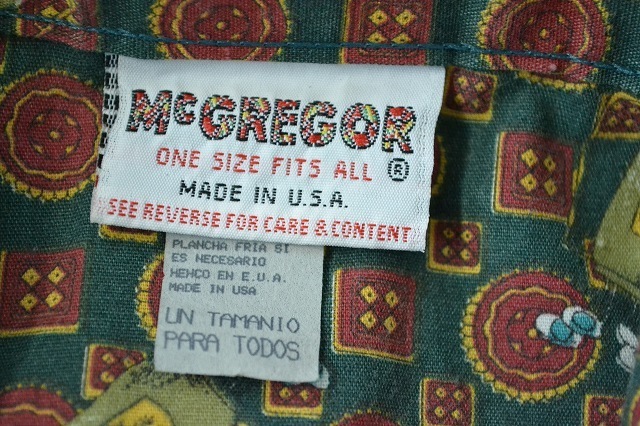 McGREGOR
ONE SIZE FITS ALL ®
MADE IN U.S.A.
SEE REVERSE FOR CARE & CONTENT
PLANCHA FRIA SI
ES NECESARIO
HEHÇO EN E.U.A.
MADE IN USA
UN TAMANIO
PARA TODOS